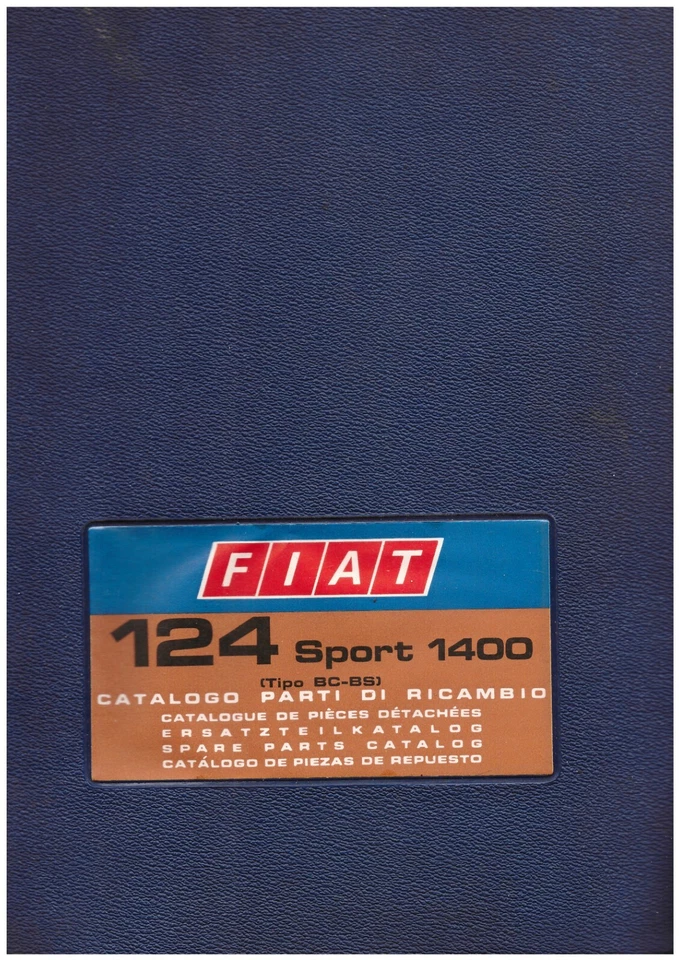 FIAT
124 Sport 1400
(Tipo BC-BS)
CATALOGO PARTI DI RICAMBIO
CATALOGUE DE PIÈCES DÉTACHÉES
ERSATZTEILKATALOG
SPARE PARTS CATALOG
CATÁLOGO DE PIEZAS DE REPUESTO